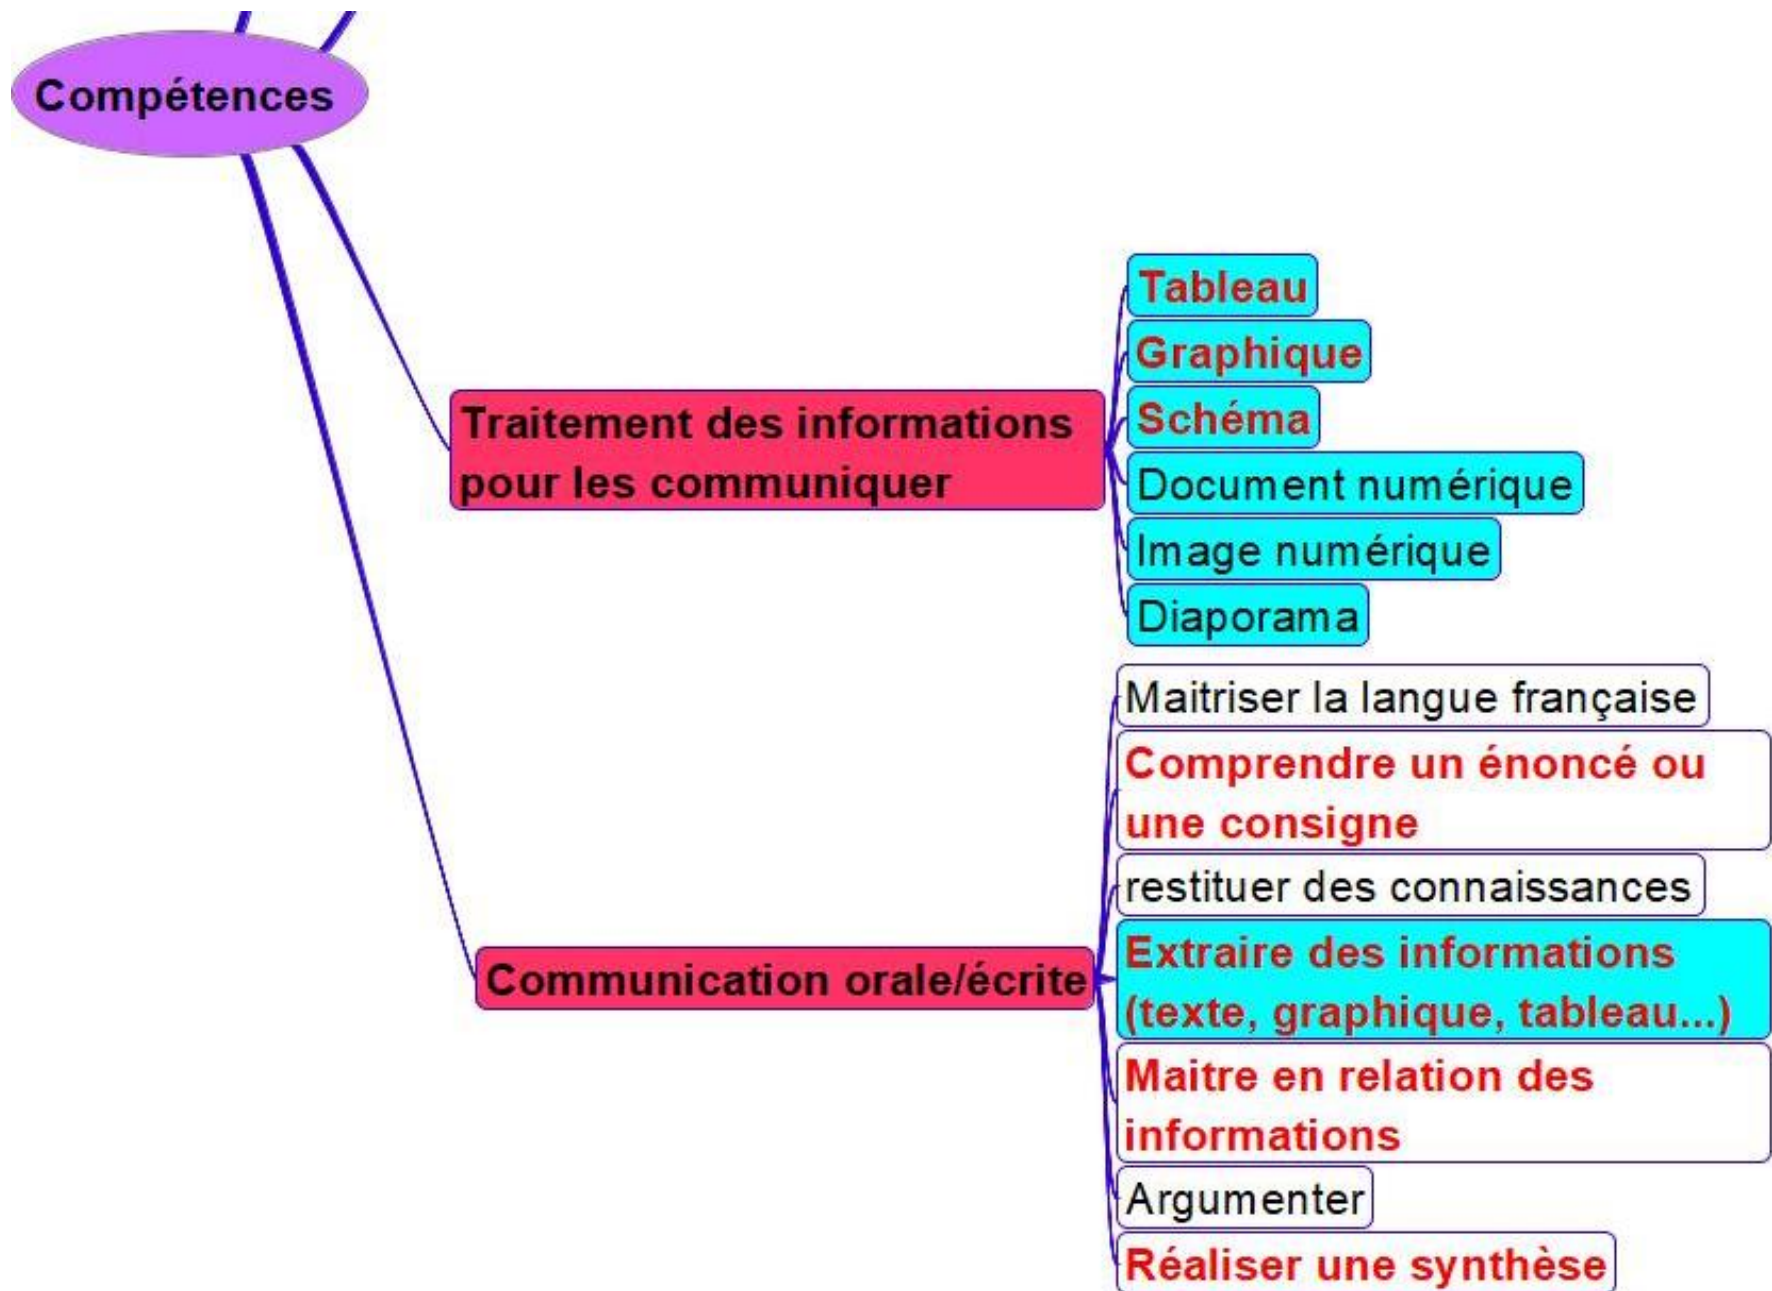 Compétences
Traitement des informations
pour les communiquer
Tableau
Graphique
Schéma
Document numérique
Image numérique
Diaporama
Communication orale/écrite
Maitriser la langue française
Comprendre un énoncé ou
une consigne
restituer des connaissances
Extraire des informations
(texte, graphique, tableau...)
Maitre en relation des
informations
Argumenter
Réaliser une synthèse